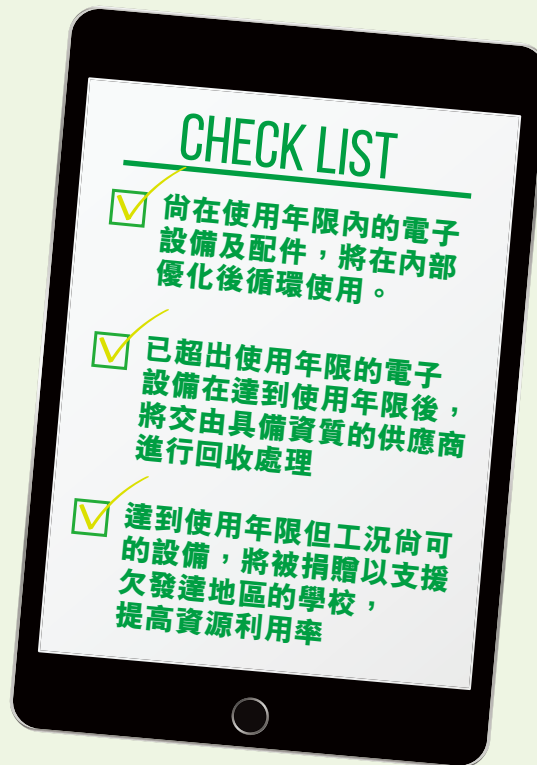 CHECK LIST
尚在使用年限內的電子
設備及配件，將在內部
優化後循環使用。
已超出使用年限的電子
設備在達到使用年限後，
將交由具備資質的供應商
進行回收處理
達到使用年限但工況尚可
的設備，將被捐贈以支援
欠發達地區的學校，
提高資源利用率